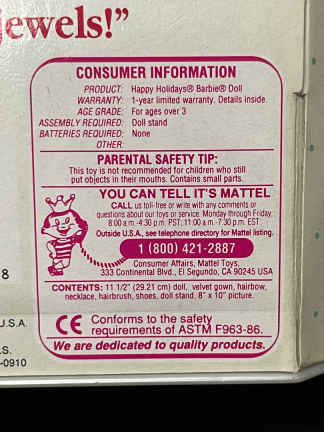 jewels!”
CONSUMER INFORMATION
PRODUCT: Happy Holidays® Barbie® Doll
WARRANTY: 1-year limited warranty. Details inside.
AGE GRADE: For ages over 3
ASSEMBLY REQUIRED: Doll stand
BATTERIES REQUIRED: None
OTHER:
PARENTAL SAFETY TIP:
This toy is not recommended for children who still
put objects in their mouths. Contains small parts.
YOU CAN TELL IT'S MATTEL
CALL us toll-free or write with any comments or
questions about our toys or service. Monday through Friday:
8:00 a.m.-4:30 p.m. PST; 11:00 a.m.-7:30 p.m. EST.
Outside U.S.A., see telephone directory for Mattel listing.
1 (800) 421-2887
Consumer Affairs, Mattel Toys,
333 Continental Blvd., El Segundo, CA 90245 USA
CONTENTS: 11 1/2" (29.21 cm) doll, velvet gown, hairbow,
necklace, hairbrush, shoes, doll stand, 8" x 10" picture.
8
CE Conforms to the safety
requirements of ASTM F963-86.
We are dedicated to quality products.
U.S.A.
.S.
-0910